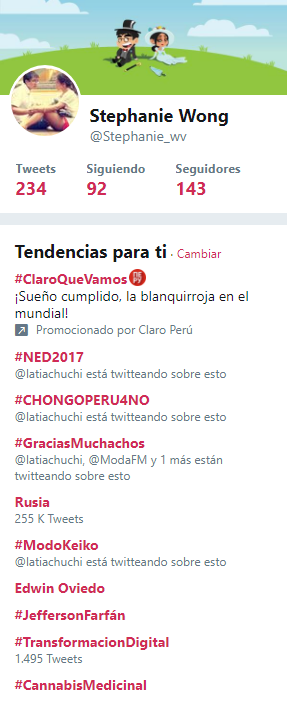 Stephanie Wong
@Stephanie_wv
Tweets Siguiendo Seguidores
234 92 143
Tendencias para ti · Cambiar
#ClaroQueVamos
¡Sueño cumplido, la blanquirroja en el
mundial!
Promocionado por Claro Perú
#NED2017
@latiachuchi está twitteando sobre esto
#CHONGOPERU4NO
@latiachuchi está twitteando sobre esto
#GraciasMuchachos
@latiachuchi, @ModaFM y 1 más están
twitteando sobre esto
Rusia
255 K Tweets
#ModoKeiko
@latiachuchi está twitteando sobre esto
Edwin Oviedo
#JeffersonFarfán
#TransformacionDigital
1.495 Tweets
#CannabisMedicinal